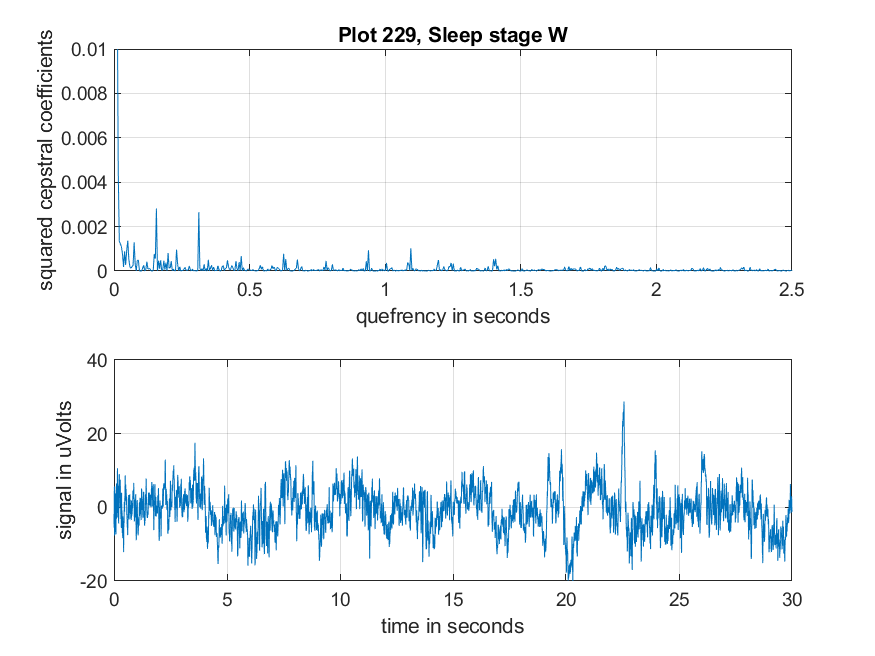 Plot 229, Sleep stage W
squared cepstral coefficients
0.01
0.008
0.006
0.004
0.002
0
0 0.5 1 1.5 2 2.5
quefrency in seconds
signal in uVolts
40
20
0
-20
0 5 10 15 20 25 30
time in seconds